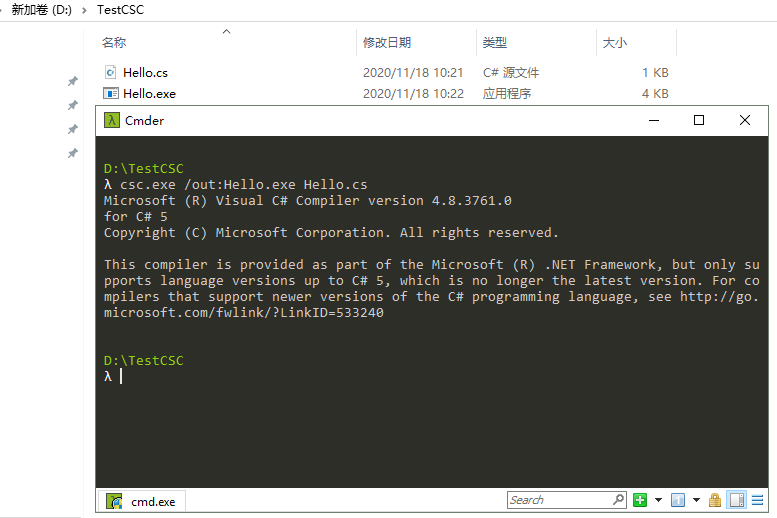 新加卷 (D:) › TestCSC
名称 修改日期 类型 大小
Hello.cs 2020/11/18 10:21 C# 源文件 1 KB
Hello.exe 2020/11/18 10:22 应用程序 4 KB
λ Cmder
D:\TestCSC
λ csc.exe /out:Hello.exe Hello.cs
Microsoft (R) Visual C# Compiler version 4.8.3761.0
for C# 5
Copyright (C) Microsoft Corporation. All rights reserved.
This compiler is provided as part of the Microsoft (R) .NET Framework, but only su
pports language versions up to C# 5, which is no longer the latest version. For co
mpilers that support newer versions of the C# programming language, see http://go.
microsoft.com/fwlink/?LinkID=533240
D:\TestCSC
λ
cmd.exe Search